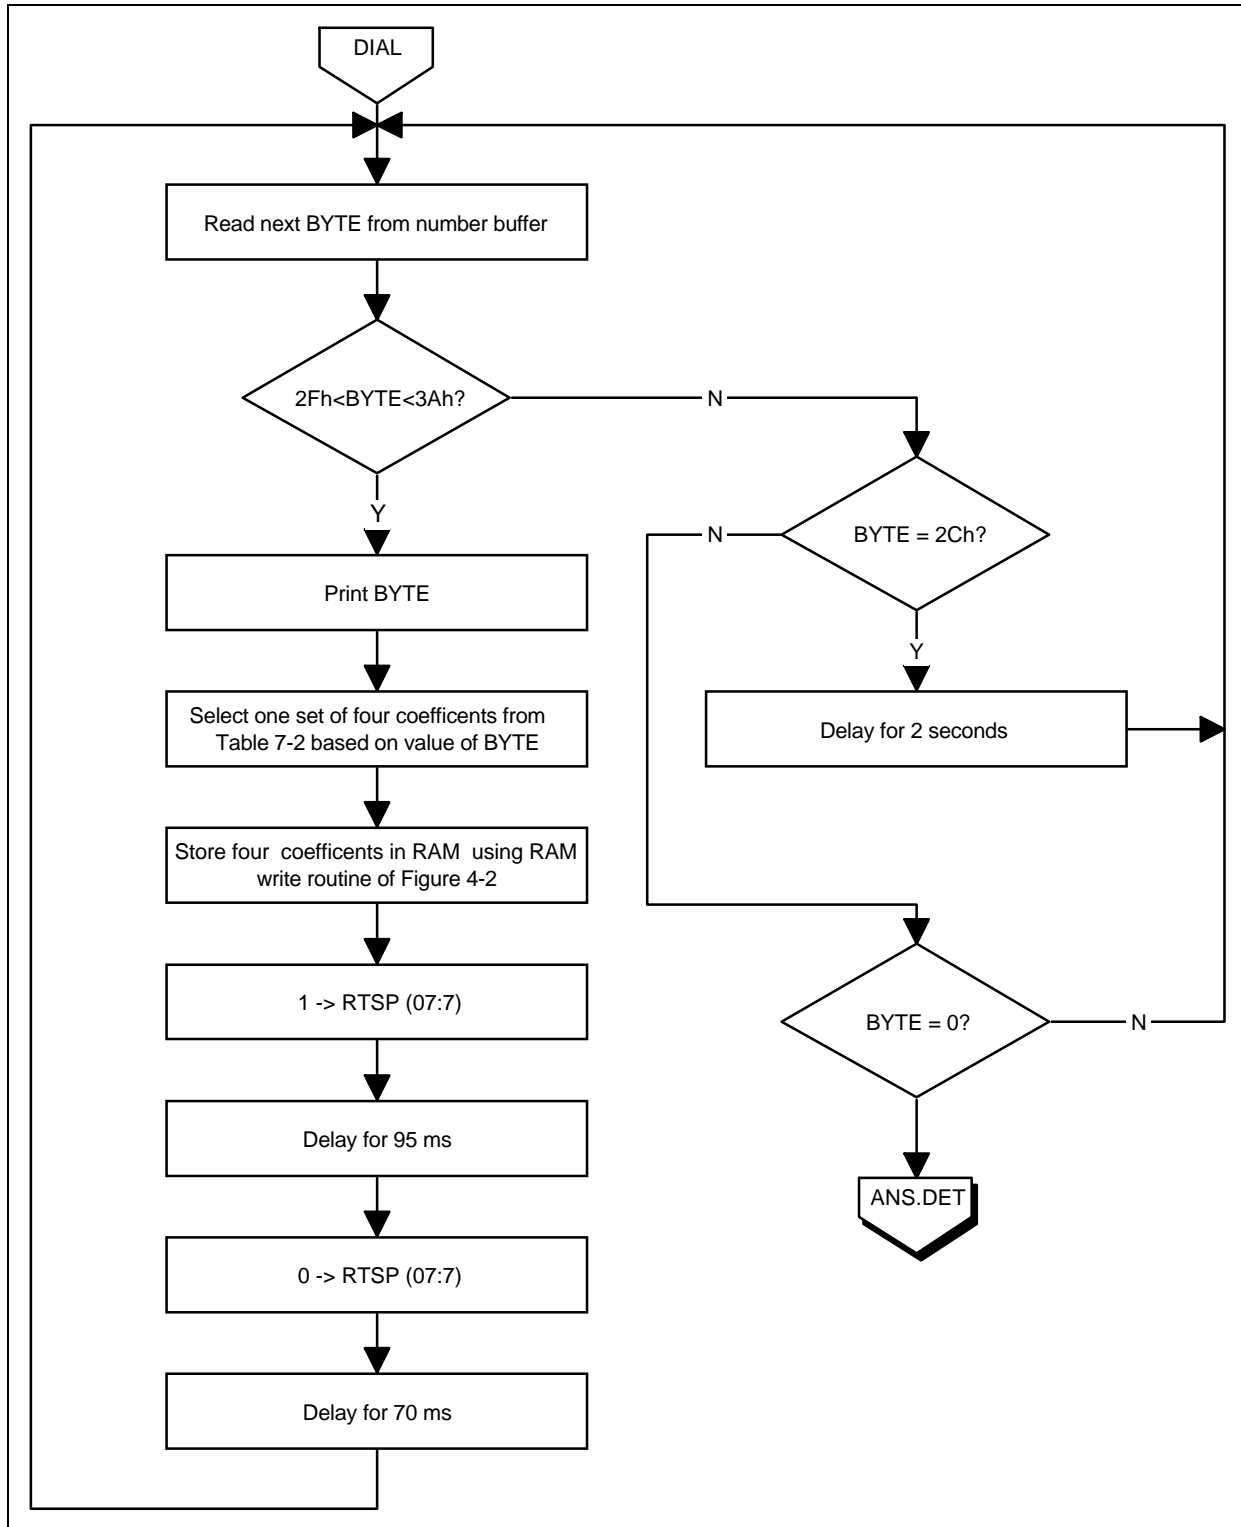 DIAL
Read next BYTE from number buffer
2Fh<BYTE<3Ah?
N
Y
N
BYTE = 2Ch?
Print BYTE
Y
Select one set of four coefficents from
Table 7-2 based on value of BYTE
Delay for 2 seconds
Store four coefficents in RAM using RAM
write routine of Figure 4-2
1 -> RTSP (07:7)
BYTE = 0?
N
Delay for 95 ms
ANS.DET
0 -> RTSP (07:7)
Delay for 70 ms